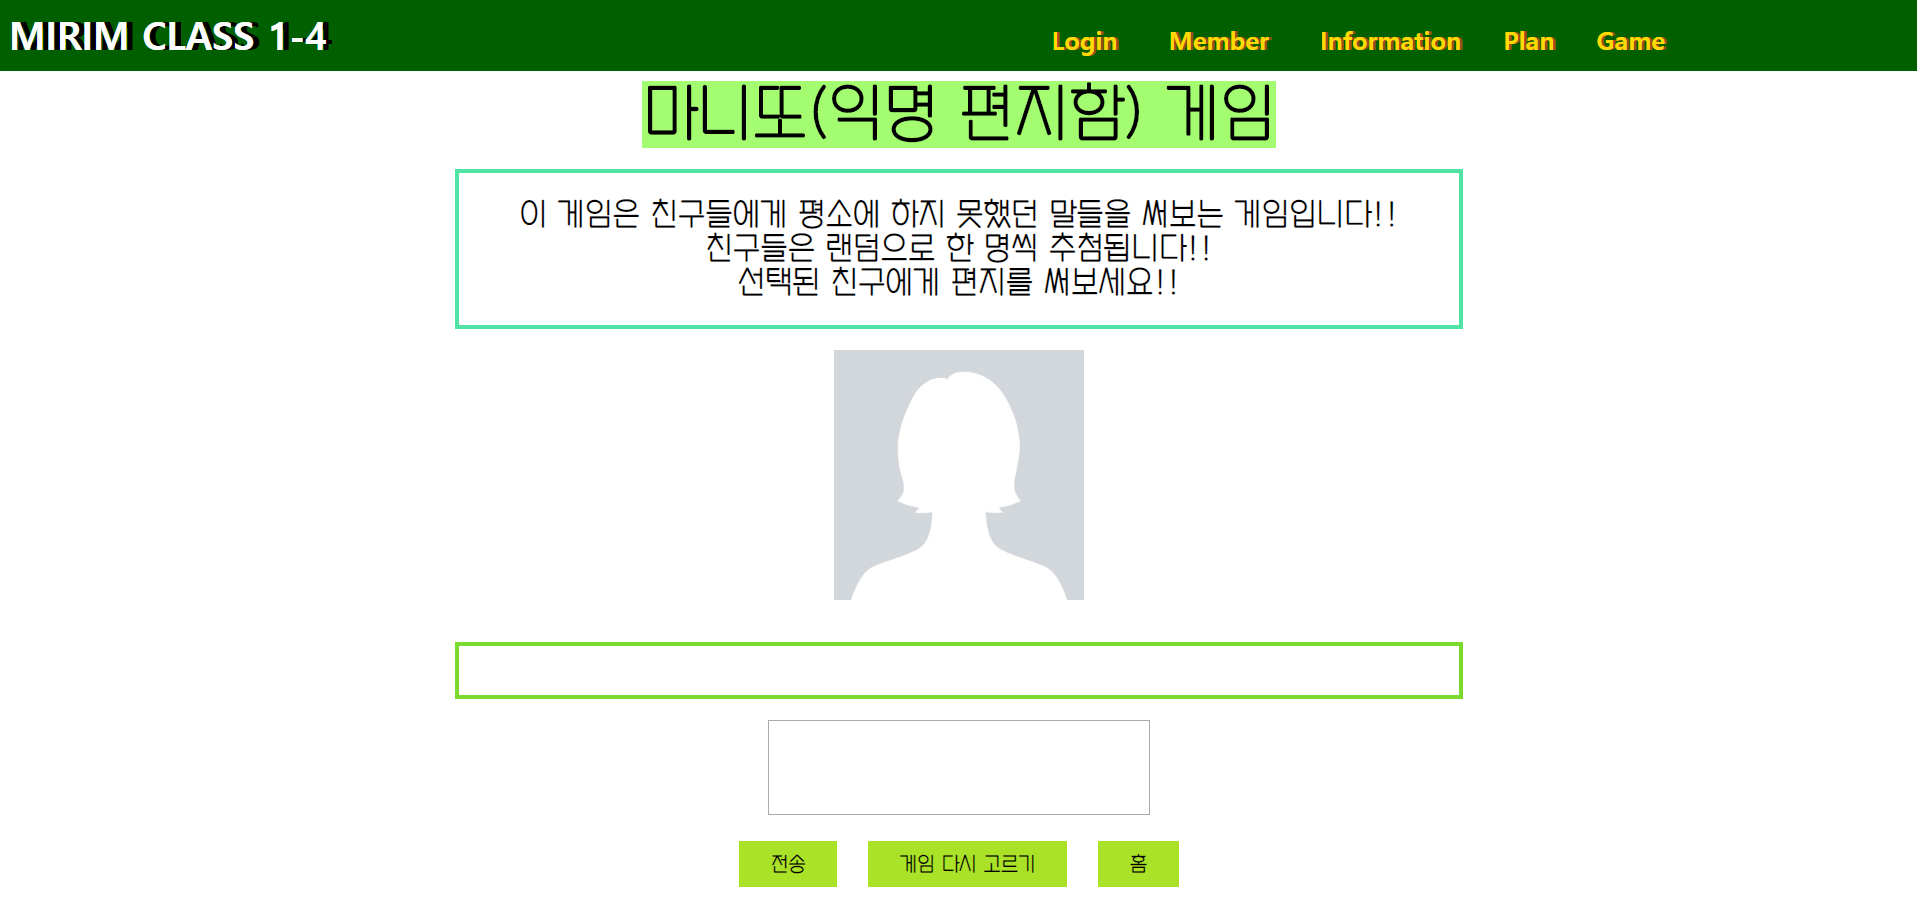 MIRIM CLASS 1-4
Login Member Information Plan Game
마니또(익명 편지함) 게임
이 게임은 친구들에게 평소에 하지 못했던 말들을 써보는 게임입니다!!
친구들은 랜덤으로 한 명씩 추첨됩니다!!
선택된 친구에게 편지를 써보세요!!
전송 게임 다시 고르기 홈